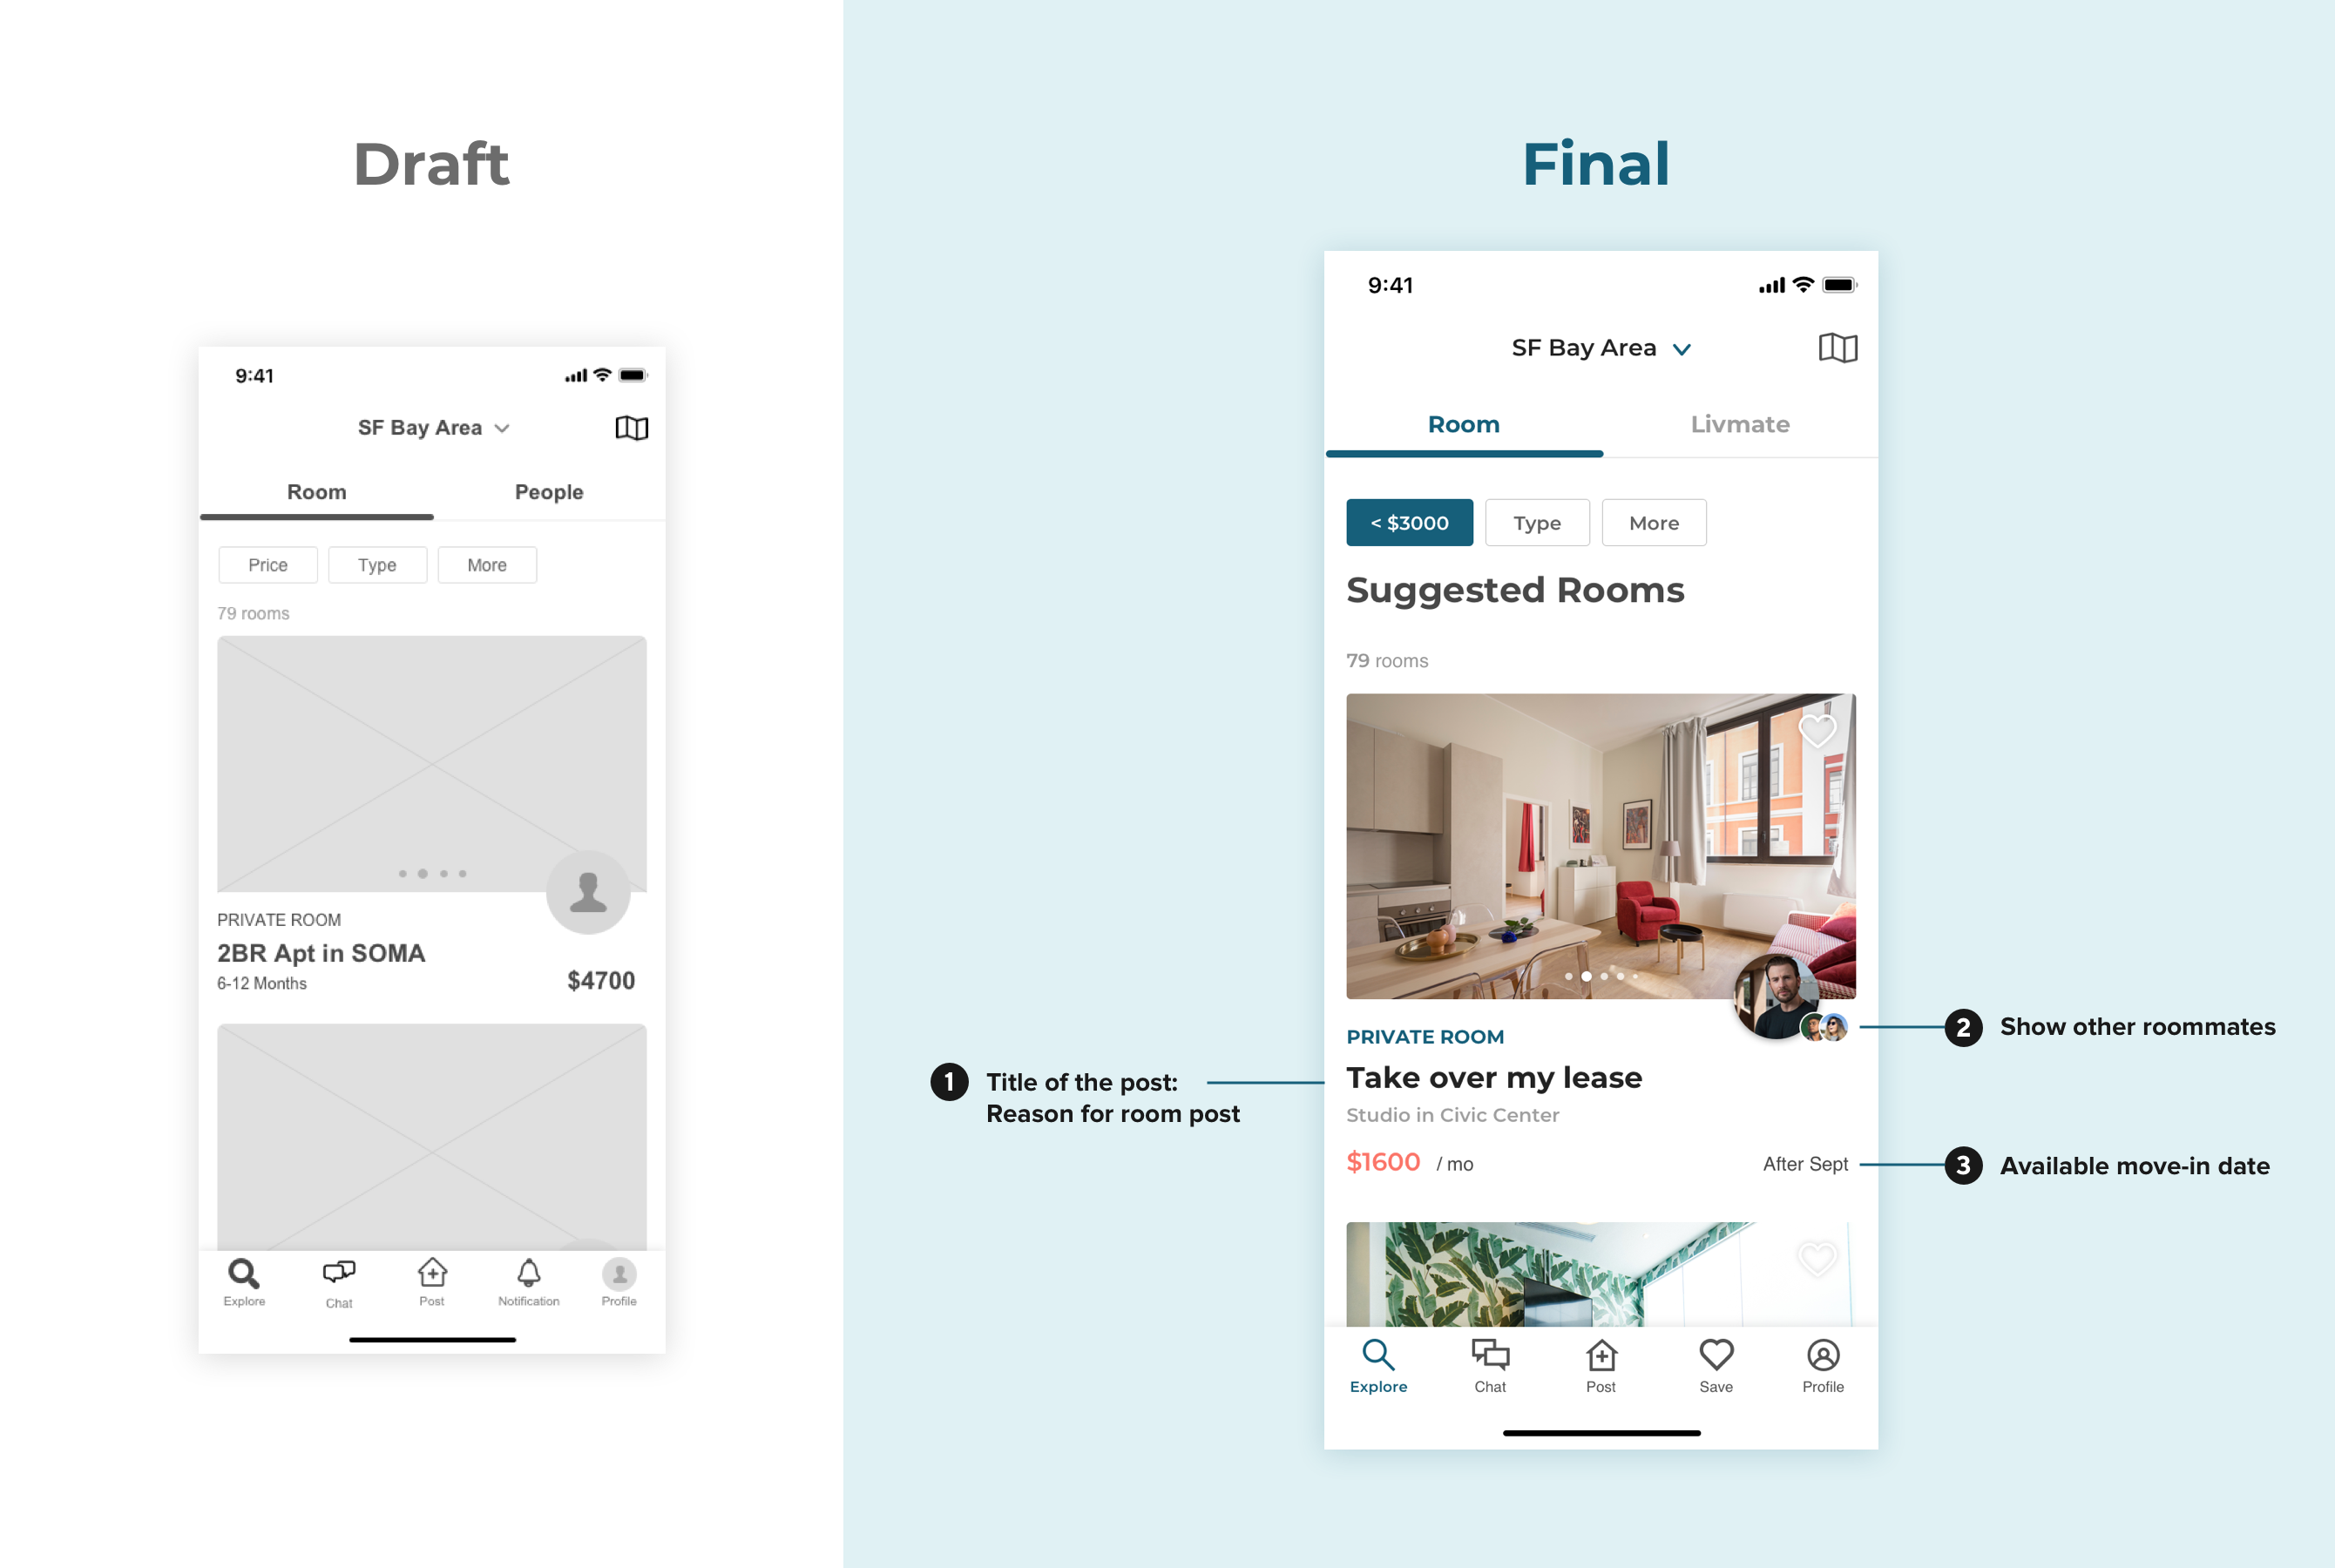 Draft
9:41
SF Bay Area
Room
People
Price
Type
More
79 rooms
PRIVATE ROOM
2BR Apt in SOMA
6-12 Months
$4700
Explore
Chat
Post
Notification
Profile
Final
9:41
SF Bay Area
Room
Livmate
< $3000
Type
More
Suggested Rooms
79 rooms
PRIVATE ROOM
Take over my lease
Studio in Civic Center
$1600 / mo
After Sept
Explore
Chat
Post
Save
Profile
1 Title of the post:
Reason for room post
2 Show other roommates
3 Available move-in date